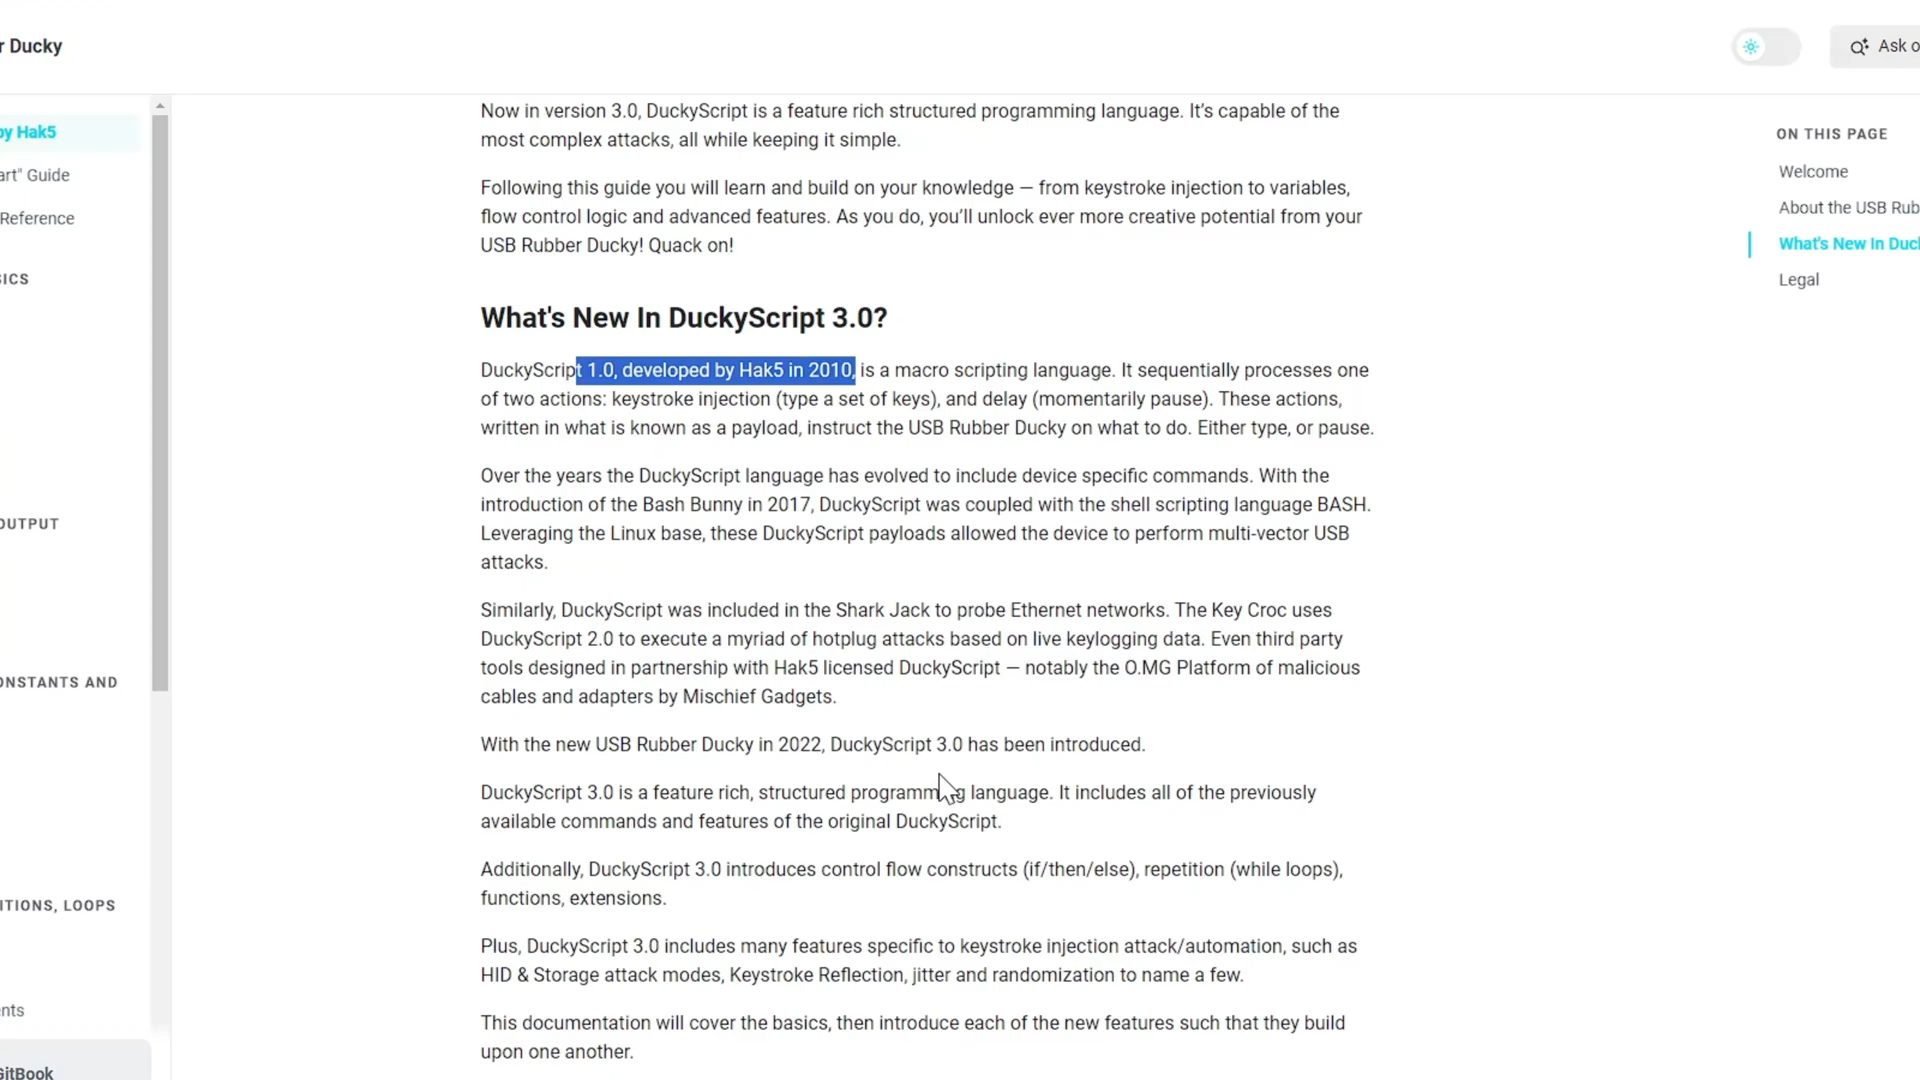 r Ducky
Ask o
by Hak5
art" Guide
Reference
SICS
OUTPUT
ONSTANTS AND
ITIONS, LOOPS
nts
GitBook
Now in version 3.0, DuckyScript is a feature rich structured programming language. It's capable of the
most complex attacks, all while keeping it simple.
Following this guide you will learn and build on your knowledge — from keystroke injection to variables,
flow control logic and advanced features. As you do, you'll unlock ever more creative potential from your
USB Rubber Ducky! Quack on!
What's New In DuckyScript 3.0?
DuckyScript 1.0, developed by Hak5 in 2010, is a macro scripting language. It sequentially processes one
of two actions: keystroke injection (type a set of keys), and delay (momentarily pause). These actions,
written in what is known as a payload, instruct the USB Rubber Ducky on what to do. Either type, or pause.
Over the years the DuckyScript language has evolved to include device specific commands. With the
introduction of the Bash Bunny in 2017, DuckyScript was coupled with the shell scripting language BASH.
Leveraging the Linux base, these DuckyScript payloads allowed the device to perform multi-vector USB
attacks.
Similarly, DuckyScript was included in the Shark Jack to probe Ethernet networks. The Key Croc uses
DuckyScript 2.0 to execute a myriad of hotplug attacks based on live keylogging data. Even third party
tools designed in partnership with Hak5 licensed DuckyScript — notably the O.MG Platform of malicious
cables and adapters by Mischief Gadgets.
With the new USB Rubber Ducky in 2022, DuckyScript 3.0 has been introduced.
DuckyScript 3.0 is a feature rich, structured programming language. It includes all of the previously
available commands and features of the original DuckyScript.
Additionally, DuckyScript 3.0 introduces control flow constructs (if/then/else), repetition (while loops),
functions, extensions.
Plus, DuckyScript 3.0 includes many features specific to keystroke injection attack/automation, such as
HID & Storage attack modes, Keystroke Reflection, jitter and randomization to name a few.
This documentation will cover the basics, then introduce each of the new features such that they build
upon one another.
ON THIS PAGE
Welcome
About the USB Rub
What's New In Duc
Legal